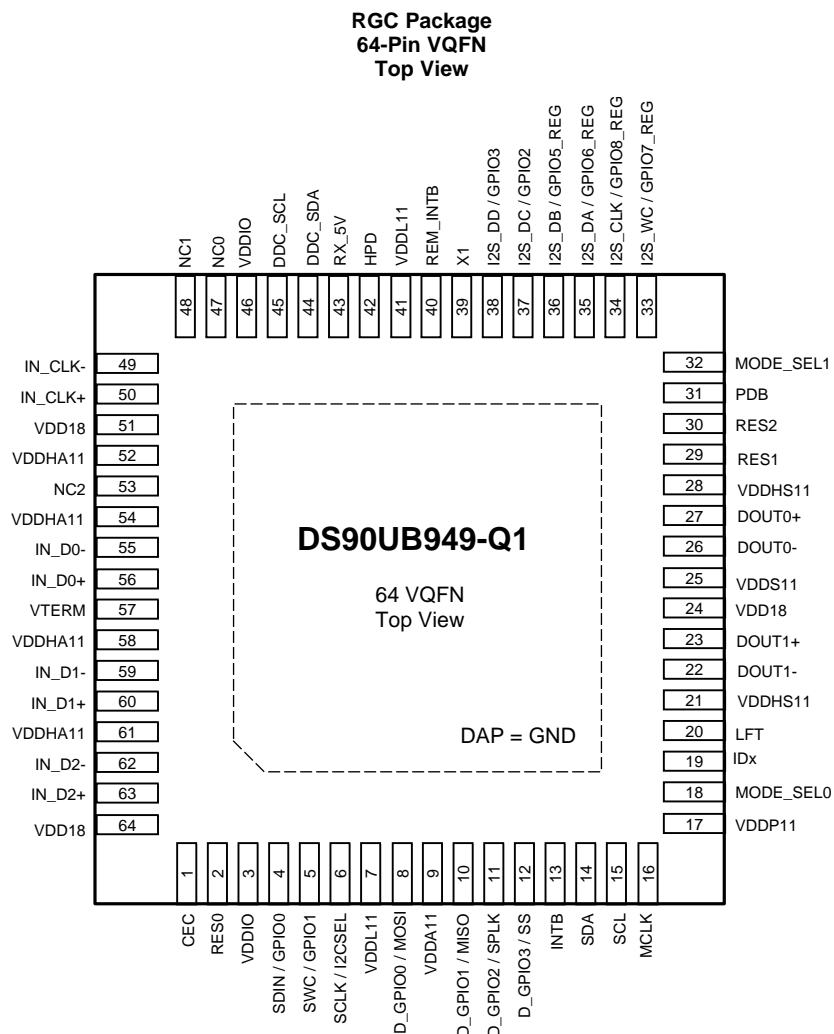 RGC Package
64-Pin VQFN
Top View
NC1
NC0
VDDIO
DDC_SCL
DDC_SDA
RX_5V
HPD
VDDL11
REM_INTB
X1
I2S_DD / GPIO3
I2S_DC / GPIO2
I2S_DB / GPIO5_REG
I2S_DA / GPIO6_REG
I2S_CLK / GPIO8_REG
I2S_WC / GPIO7_REG
48 47 46 45 44 43 42 41 40 39 38 37 36 35 34 33
IN_CLK- 49
IN_CLK+ 50
VDD18 51
VDDHA11 52
NC2 53
VDDHA11 54
IN_D0- 55
IN_D0+ 56
VTERM 57
VDDHA11 58
IN_D1- 59
IN_D1+ 60
VDDHA11 61
IN_D2- 62
IN_D2+ 63
VDD18 64
DS90UB949-Q1
64 VQFN
Top View
DAP = GND
32 MODE_SEL1
31 PDB
30 RES2
29 RES1
28 VDDHS11
27 DOUT0+
26 DOUT0-
25 VDDS11
24 VDD18
23 DOUT1+
22 DOUT1-
21 VDDHS11
20 LFT
19 IDx
18 MODE_SEL0
17 VDDP11
1 2 3 4 5 6 7 8 9 10 11 12 13 14 15 16
CEC
RES0
VDDIO
SDIN / GPIO0
SWC / GPIO1
SCLK / I2CSEL
VDDL11
D_GPIO0 / MOSI
VDDA11
D_GPIO1 / MISO
D_GPIO2 / SPLK
D_GPIO3 / SS
INTB
SDA
SCL
MCLK